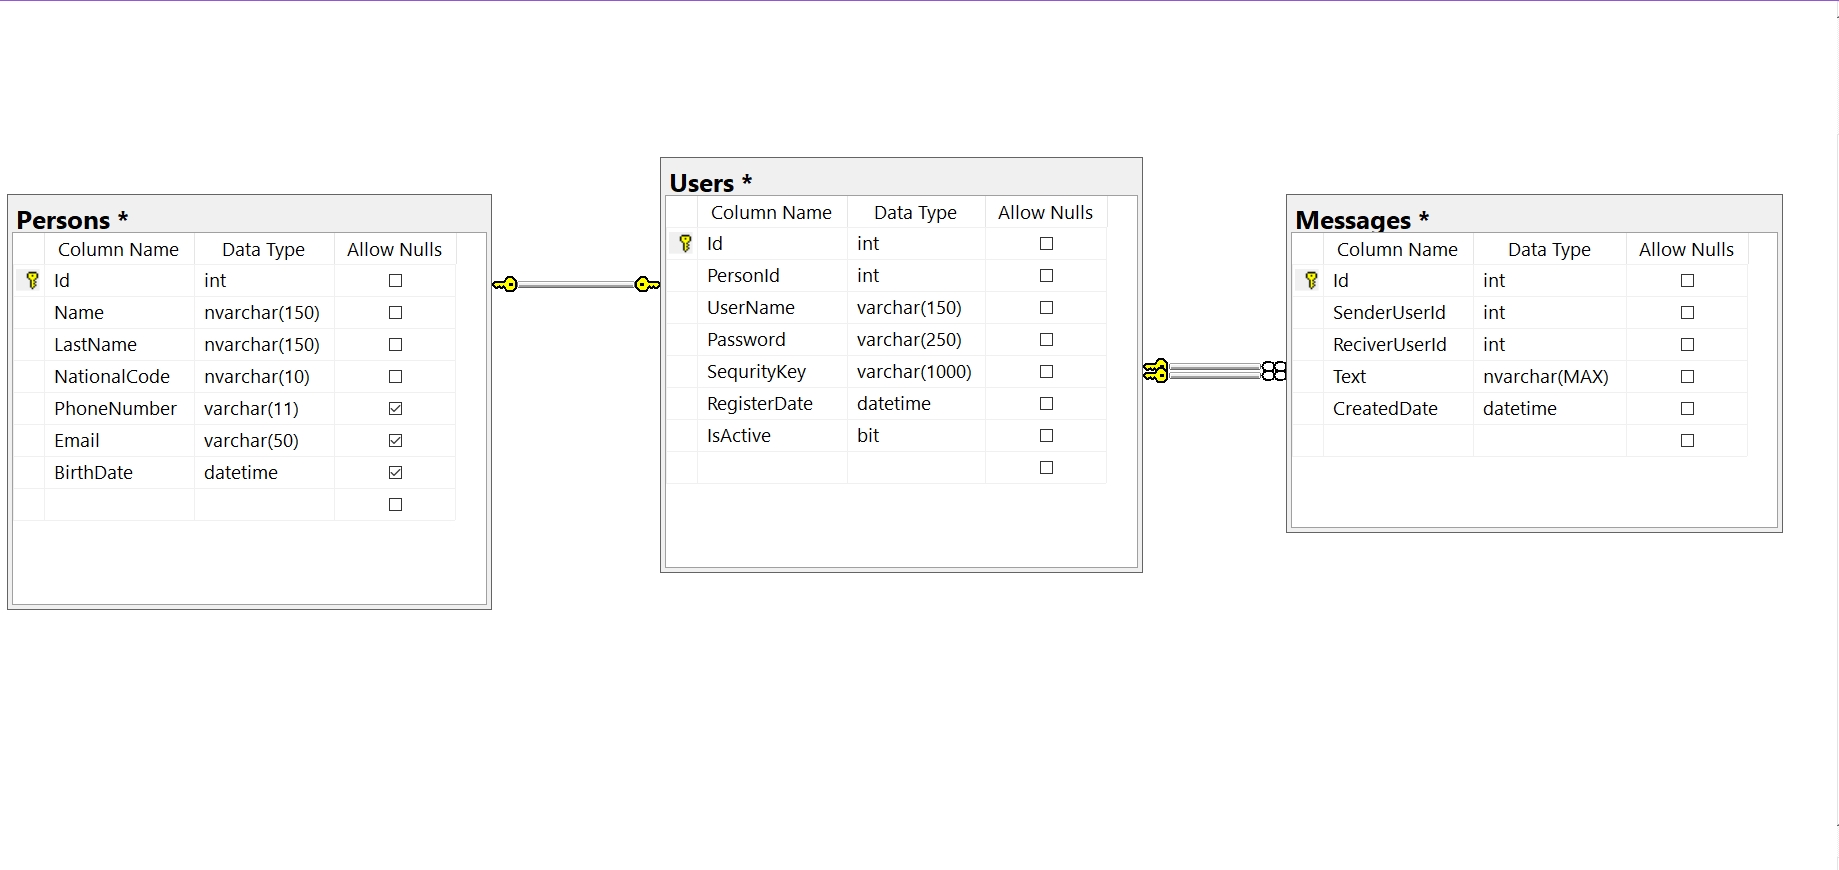 Persons *
Column Name Data Type Allow Nulls
Id int
Name nvarchar(150)
LastName nvarchar(150)
NationalCode nvarchar(10)
PhoneNumber varchar(11)
Email varchar(50)
BirthDate datetime
Users *
Column Name Data Type Allow Nulls
Id int
PersonId int
UserName varchar(150)
Password varchar(250)
SequrityKey varchar(1000)
RegisterDate datetime
IsActive bit
Messages *
Column Name Data Type Allow Nulls
Id int
SenderUserId int
ReciverUserId int
Text nvarchar(MAX)
CreatedDate datetime